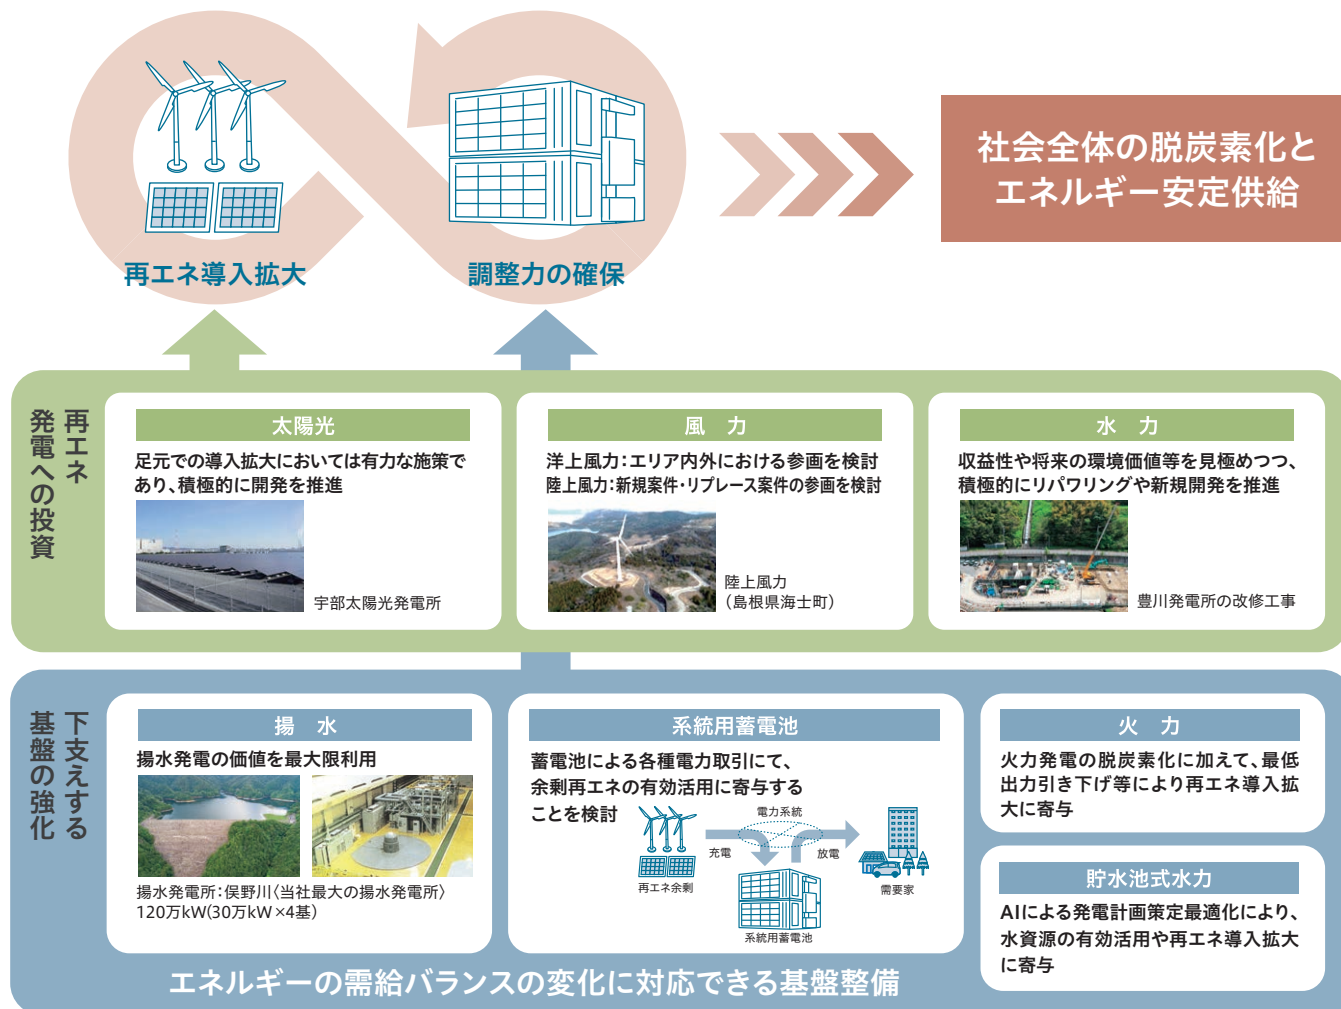 再エネ導入拡大
調整力の確保
社会全体の脱炭素化と
エネルギー安定供給
再エネ
発電への投資
太陽光
足元での導入拡大においては有力な施策で
あり、積極的に開発を推進
宇部太陽光発電所
風 力
洋上風力：エリア内外における参画を検討
陸上風力：新規案件・リプレース案件の参画を検討
陸上風力
（島根県海士町）
水 力
収益性や将来の環境価値等を見極めつつ、
積極的にリパワリングや新規開発を推進
豊川発電所の改修工事
下支えする
基盤の強化
揚 水
揚水発電の価値を最大限利用
揚水発電所：俣野川〈当社最大の揚水発電所〉
120万kW(30万kW×4基)
系統用蓄電池
蓄電池による各種電力取引にて、
余剰再エネの有効活用に寄与する
ことを検討
電力系統
充電
放電
再エネ余剰
需要家
系統用蓄電池
火 力
火力発電の脱炭素化に加えて、最低
出力引き下げ等により再エネ導入拡
大に寄与
貯水池式水力
AIによる発電計画策定最適化により、
水資源の有効活用や再エネ導入拡大
に寄与
エネルギーの需給バランスの変化に対応できる基盤整備